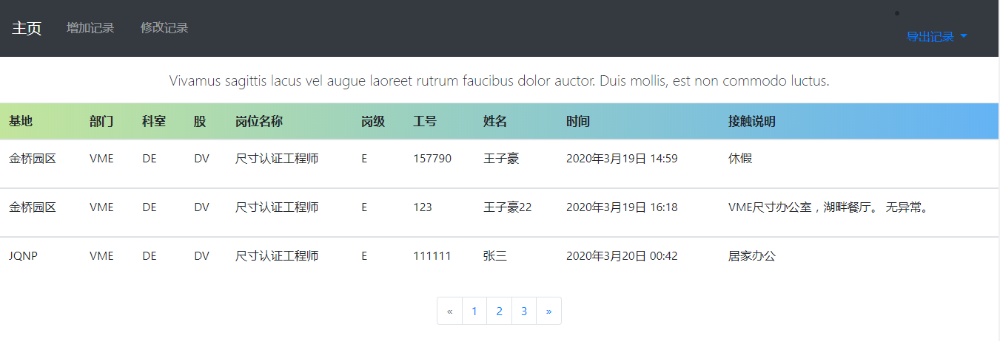 主页 增加记录 修改记录 导出记录
Vivamus sagittis lacus vel augue laoreet rutrum faucibus dolor auctor. Duis mollis, est non commodo luctus.
基地 部门 科室 股 岗位名称 岗级 工号 姓名 时间 接触说明
金桥园区 VME DE DV 尺寸认证工程师 E 157790 王子豪 2020年3月19日 14:59 休假
金桥园区 VME DE DV 尺寸认证工程师 E 123 王子豪22 2020年3月19日 16:18 VME尺寸办公室，湖畔餐厅。 无异常。
JQNP VME DE DV 尺寸认证工程师 E 111111 张三 2020年3月20日 00:42 居家办公
« 1 2 3 »